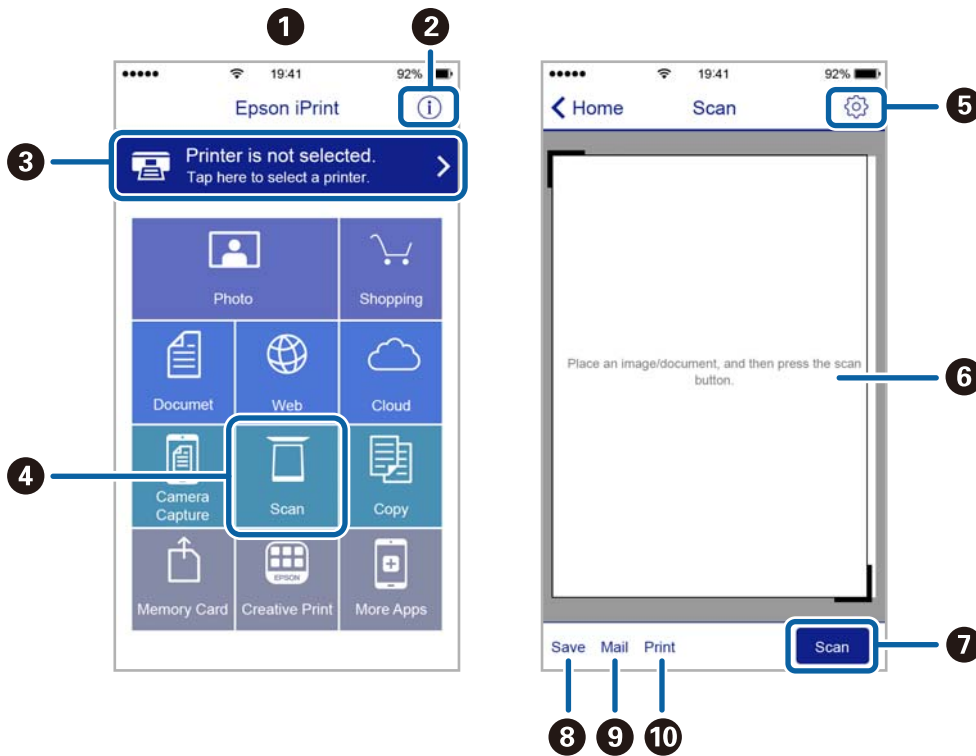 1
2
19:41
92%
Epson iPrint
i
3
Printer is not selected.
Tap here to select a printer.
Photo
Shopping
Documet
Web
Cloud
4
Camera
Capture
Scan
Copy
EPSON
Memory Card
Creative Print
More Apps
19:41
92%
Home
Scan
5
Place an image/document, and then press the scan
button.
6
Save
Mail
Print
Scan
7
8
9
10